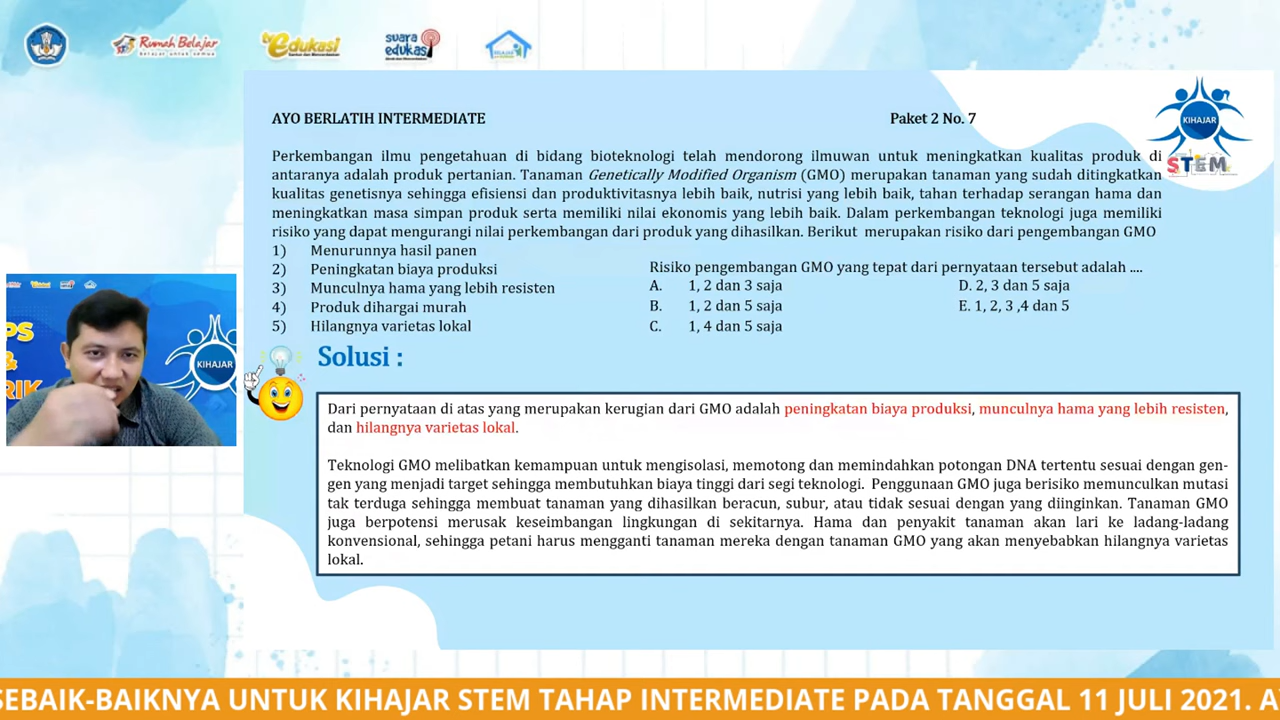 Rumah Belajar
Belajar untuk semua
tv Edukasi
suara
edukasi
AYO BERLATIH INTERMEDIATE
Paket 2 No. 7
KIHAJAR
STEM
Perkembangan ilmu pengetahuan di bidang bioteknologi telah mendorong ilmuwan untuk meningkatkan kualitas produk di
antaranya adalah produk pertanian. Tanaman Genetically Modified Organism (GMO) merupakan tanaman yang sudah ditingkatkan
kualitas genetisnya sehingga efisiensi dan produktivitasnya lebih baik, nutrisi yang lebih baik, tahan terhadap serangan hama dan
meningkatkan masa simpan produk serta memiliki nilai ekonomis yang lebih baik. Dalam perkembangan teknologi juga memiliki
risiko yang dapat mengurangi nilai perkembangan dari produk yang dihasilkan. Berikut merupakan risiko dari pengembangan GMO
1) Menurunnya hasil panen
2) Peningkatan biaya produksi
3) Munculnya hama yang lebih resisten
4) Produk dihargai murah
5) Hilangnya varietas lokal
Risiko pengembangan GMO yang tepat dari pernyataan tersebut adalah ....
A. 1, 2 dan 3 saja
B. 1, 2 dan 5 saja
C. 1, 4 dan 5 saja
D. 2, 3 dan 5 saja
E. 1, 2, 3 ,4 dan 5
PS
&
RIK
KIHAJAR
Solusi :
Dari pernyataan di atas yang merupakan kerugian dari GMO adalah peningkatan biaya produksi, munculnya hama yang lebih resisten,
dan hilangnya varietas lokal.
Teknologi GMO melibatkan kemampuan untuk mengisolasi, memotong dan memindahkan potongan DNA tertentu sesuai dengan gen-
gen yang menjadi target sehingga membutuhkan biaya tinggi dari segi teknologi. Penggunaan GMO juga berisiko memunculkan mutasi
tak terduga sehingga membuat tanaman yang dihasilkan beracun, subur, atau tidak sesuai dengan yang diinginkan. Tanaman GMO
juga berpotensi merusak keseimbangan lingkungan di sekitarnya. Hama dan penyakit tanaman akan lari ke ladang-ladang
konvensional, sehingga petani harus mengganti tanaman mereka dengan tanaman GMO yang akan menyebabkan hilangnya varietas
lokal.
SEBAIK-BAIKNYA UNTUK KIHAJAR STEM TAHAP INTERMEDIATE PADA TANGGAL 11 JULI 2021. A